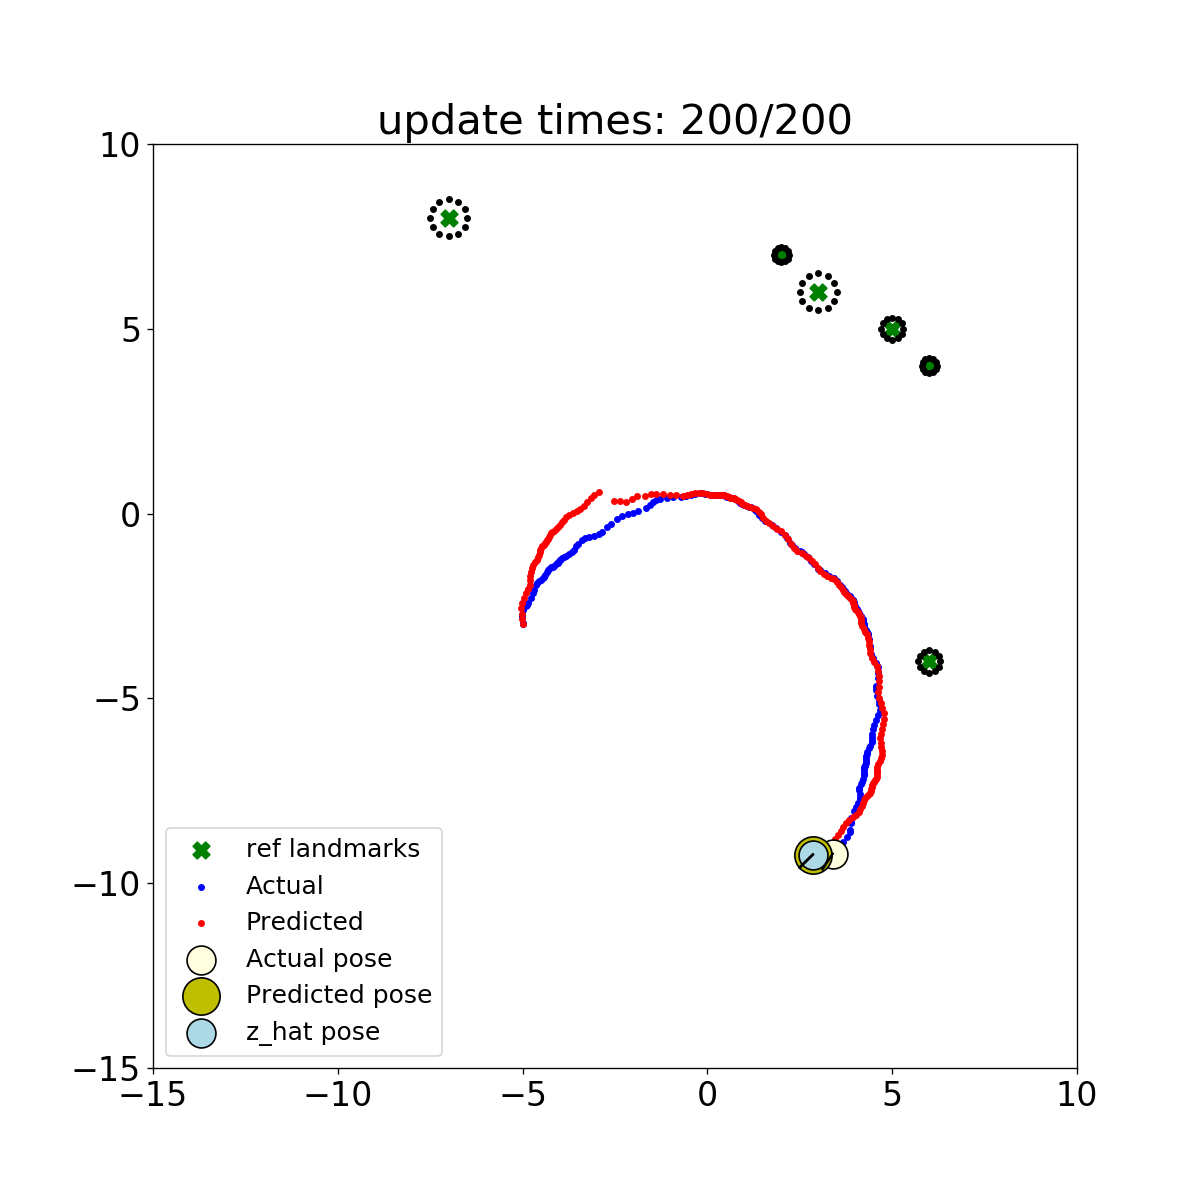 update times: 200/200
10
5
0
−5
−10
−15
−15 −10 −5 0 5 10
ref landmarks
Actual
Predicted
Actual pose
Predicted pose
z_hat pose